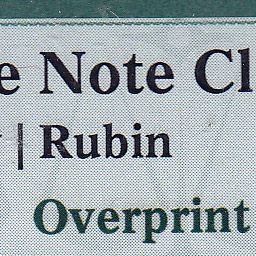 e Note Cl
| Rubin
Overprint